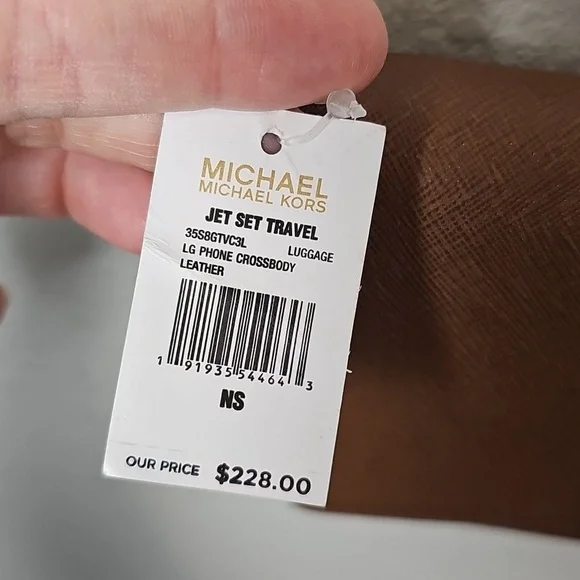 MICHAEL
MICHAEL KORS
JET SET TRAVEL
35S8GTVC3L LUGGAGE
LG PHONE CROSSBODY
LEATHER
1 91935 54464 3
NS
OUR PRICE $228.00